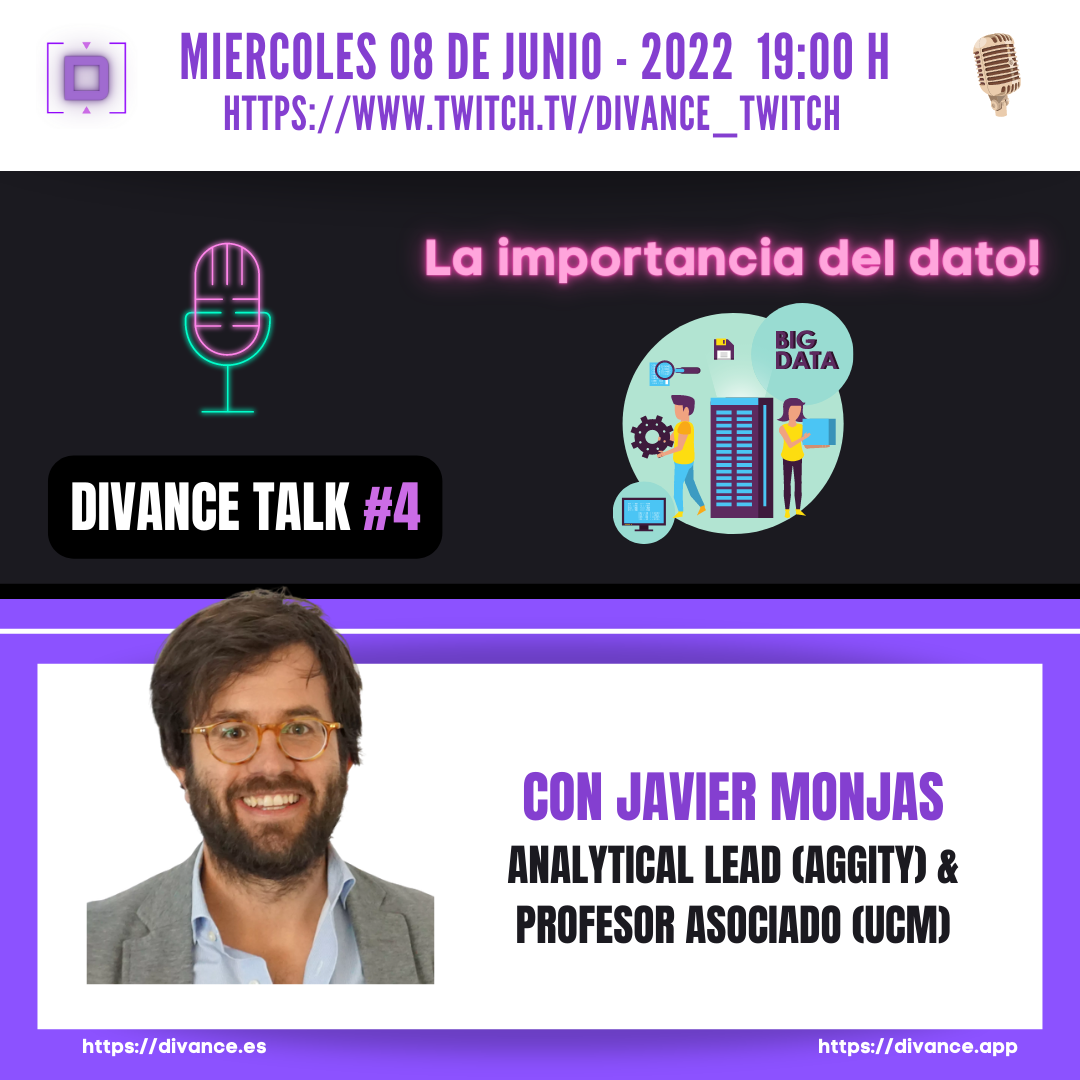 MIERCOLES 08 DE JUNIO - 2022 19:00 H
HTTPS://WWW.TWITCH.TV/DIVANCE_TWITCH
D
La importancia del dato!
BIG
DATA
DIVANCE TALK #4
CON JAVIER MONJAS
ANALYTICAL LEAD (AGGITY) &
PROFESOR ASOCIADO (UCM)
https://divance.es
https://divance.app